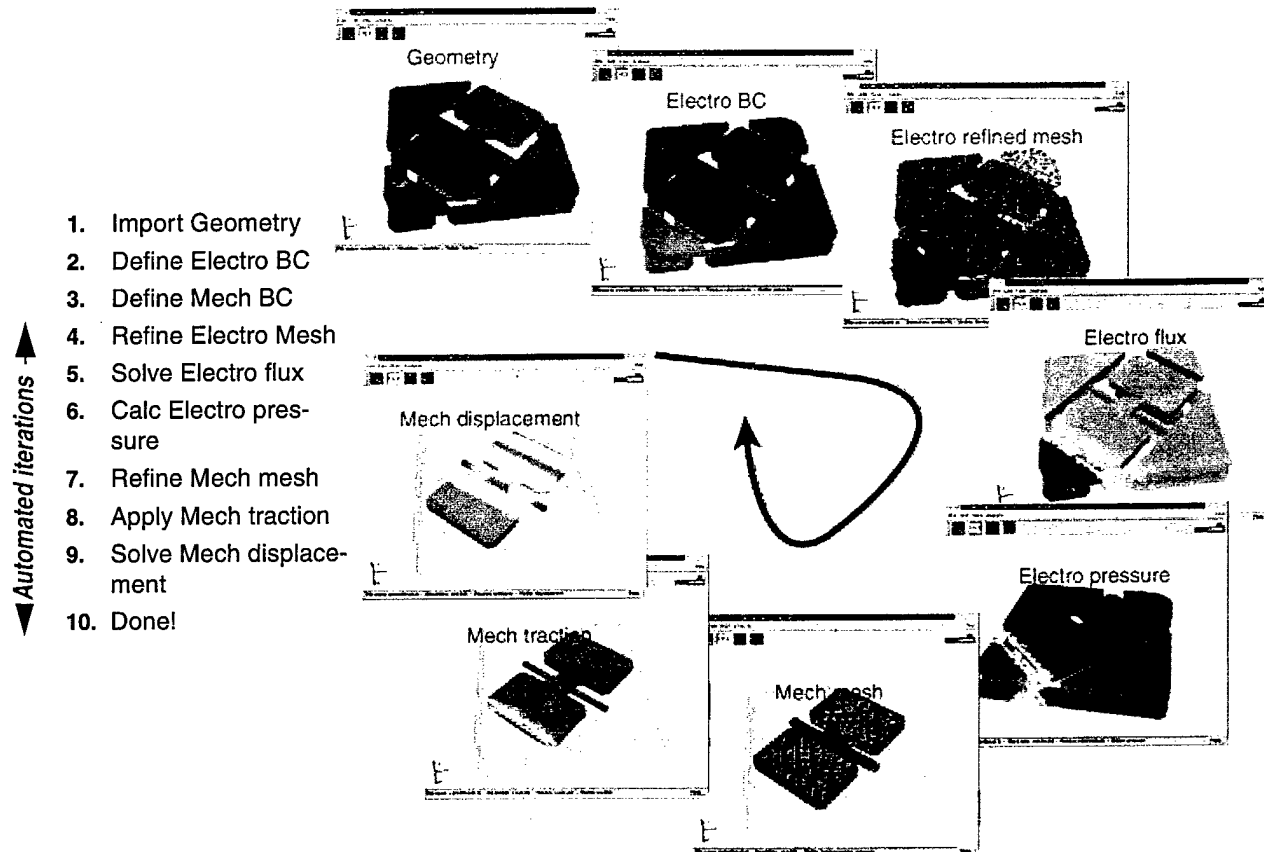 Geometry
Electro BC
Electro refined mesh
Electro flux
Electro pressure
Mech mesh
Mech traction
Mech displacement
1. Import Geometry
2. Define Electro BC
3. Define Mech BC
4. Refine Electro Mesh
5. Solve Electro flux
6. Calc Electro pres-
sure
7. Refine Mech mesh
8. Apply Mech traction
9. Solve Mech displace-
ment
10. Done!
Automated iterations